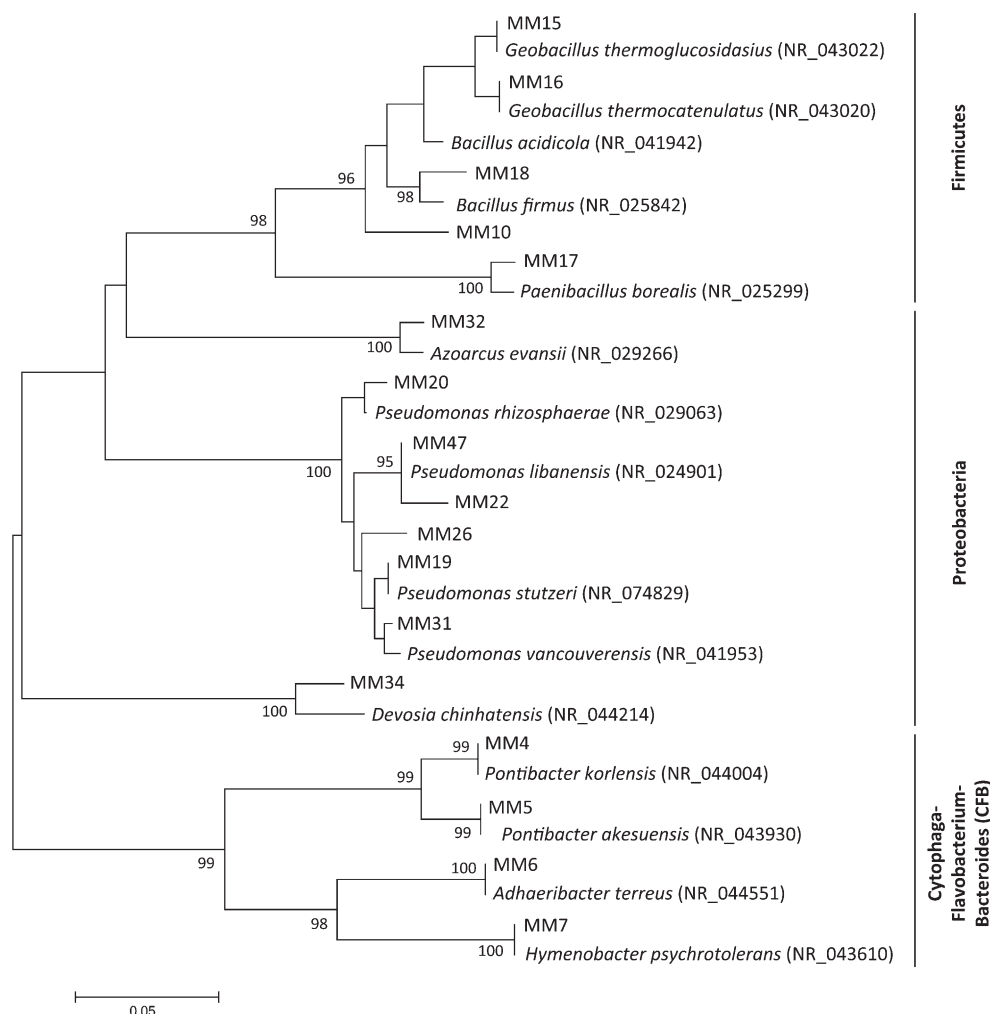 MM15
Geobacillus thermoglucosidasius (NR_043022)
MM16
Geobacillus thermocatenulatus (NR_043020)
Bacillus acidicola (NR_041942)
MM18
96
98
Bacillus firmus (NR_025842)
98
MM10
MM17
100
Paenibacillus borealis (NR_025299)
Firmicutes
MM32
100
Azoarcus evansii (NR_029266)
MM20
Pseudomonas rhizosphaerae (NR_029063)
MM47
95
100
Pseudomonas libanensis (NR_024901)
MM22
MM26
MM19
Pseudomonas stutzeri (NR_074829)
MM31
Pseudomonas vancouverensis (NR_041953)
MM34
100
Devosia chinhatensis (NR_044214)
Proteobacteria
MM4
99
Pontibacter korlensis (NR_044004)
99
MM5
99
Pontibacter akesuensis (NR_043930)
99
MM6
100
Adhaeribacter terreus (NR_044551)
98
MM7
100
Hymenobacter psychrotolerans (NR_043610)
Cytophaga-
Flavobacterium-
Bacteroides (CFB)
0.05